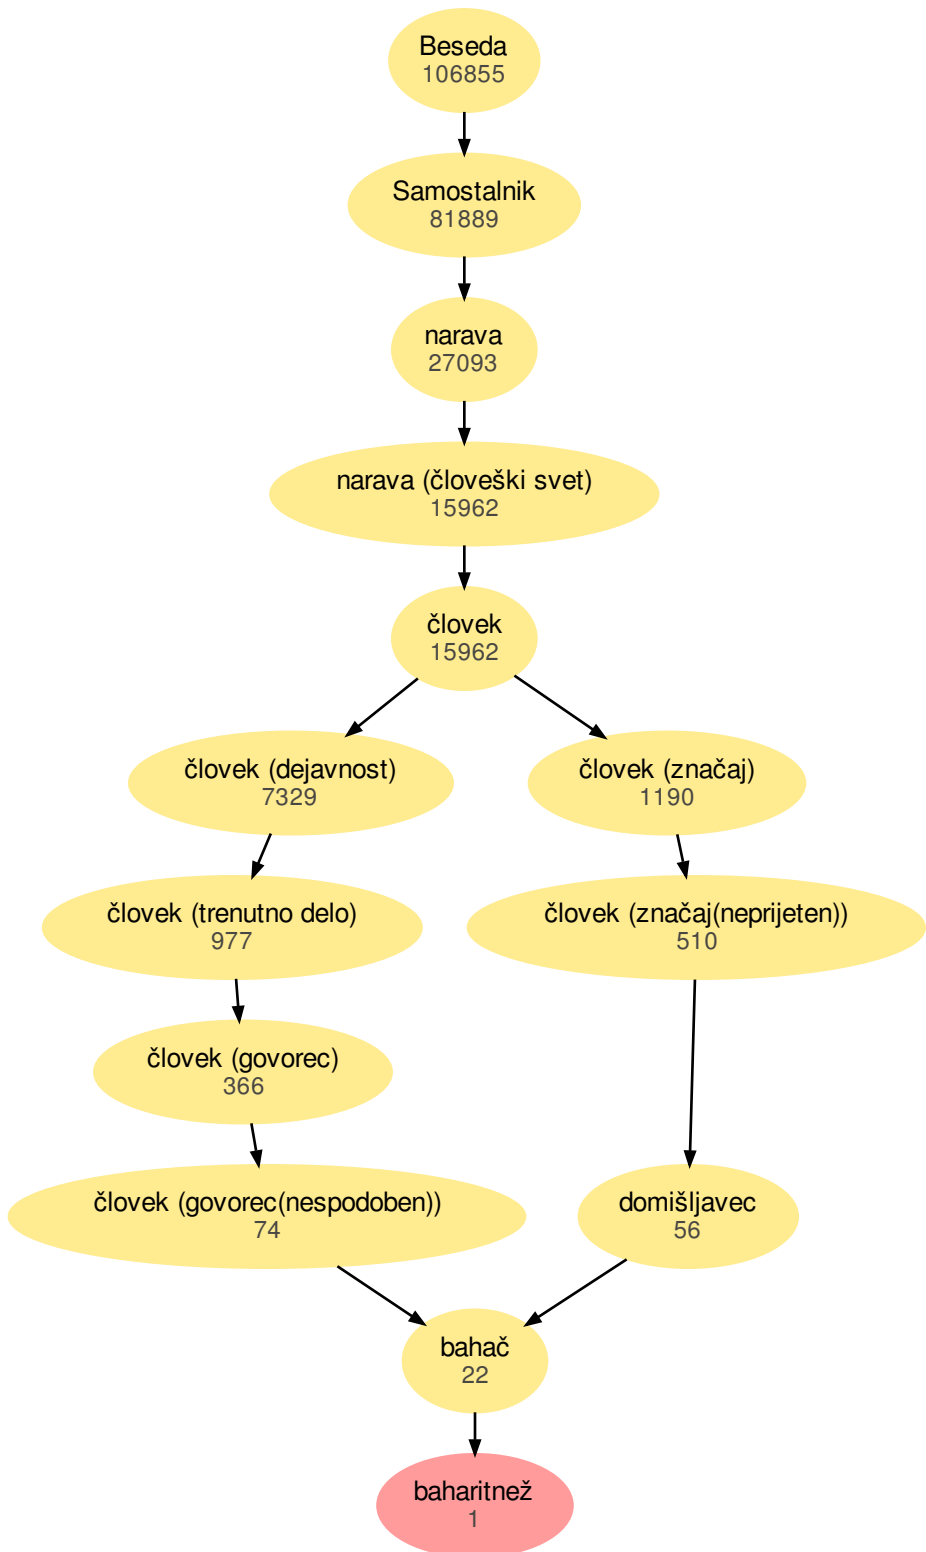 Beseda
106855
Samostalnik
81889
narava
27093
narava (človeški svet)
15962
človek
15962
človek (dejavnost)
7329
človek (značaj)
1190
človek (trenutno delo)
977
človek (značaj(neprijeten))
510
človek (govorec)
366
človek (govorec(nespodoben))
74
domišljavec
56
bahač
22
baharitnež
1